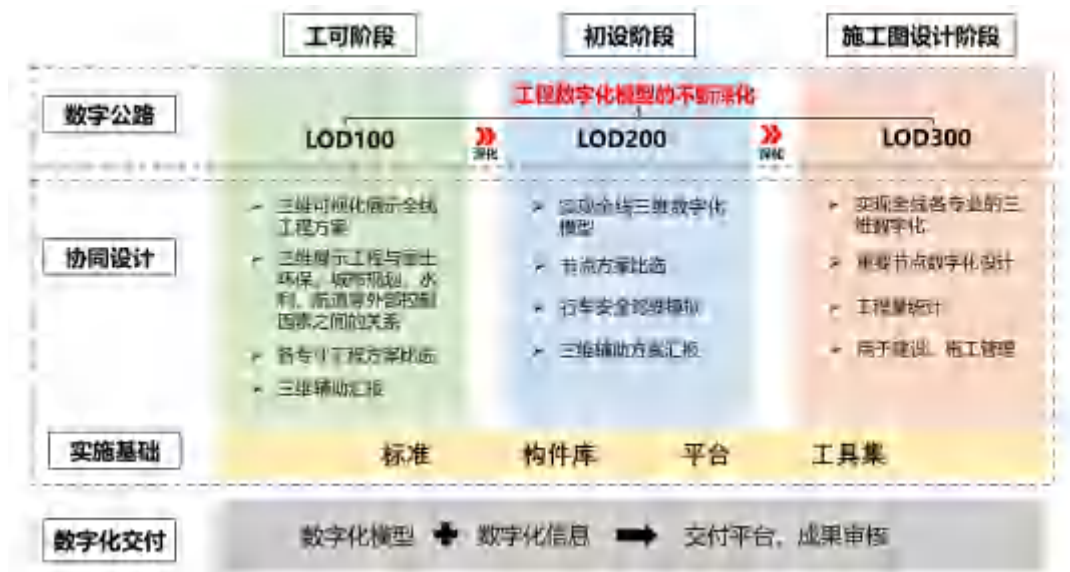 工可阶段
初设阶段
施工图设计阶段
数字公路
工程数字化模型的不断深化
LOD100
深化
LOD200
深化
LOD300
协同设计
三维可视化展示全线
工程方案
三维展示工程与国土
环保、城市规划、水
利、航道等外部控制
因素之间的关系
各专业工程方案比选
三维辅助汇报
实现全线三维数字化
模型
节点方案比选
行车安全驾驶模拟
三维辅助方案汇报
实现全线各专业的三
维数字化
重要节点数字化设计
工程量统计
用于建设、施工管理
实施基础
标准
构件库
平台
工具集
数字化交付
数字化模型
数字化信息
交付平台、成果审核